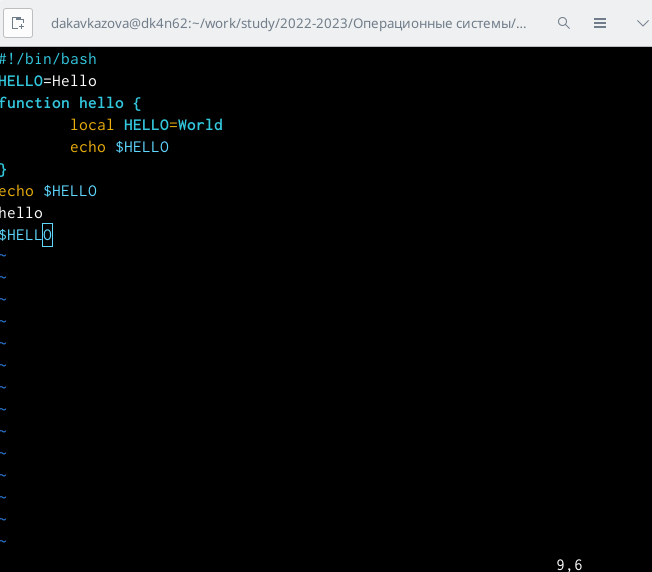 dakavkazova@dk4n62:~/work/study/2022-2023/Операционные системы/...
#!/bin/bash
HELLO=Hello
function hello {
        local HELLO=World
        echo $HELLO
}
echo $HELLO
hello
$HELLO
~
~
~
~
~
~
~
~
~
~
~
~
~
~
9,6